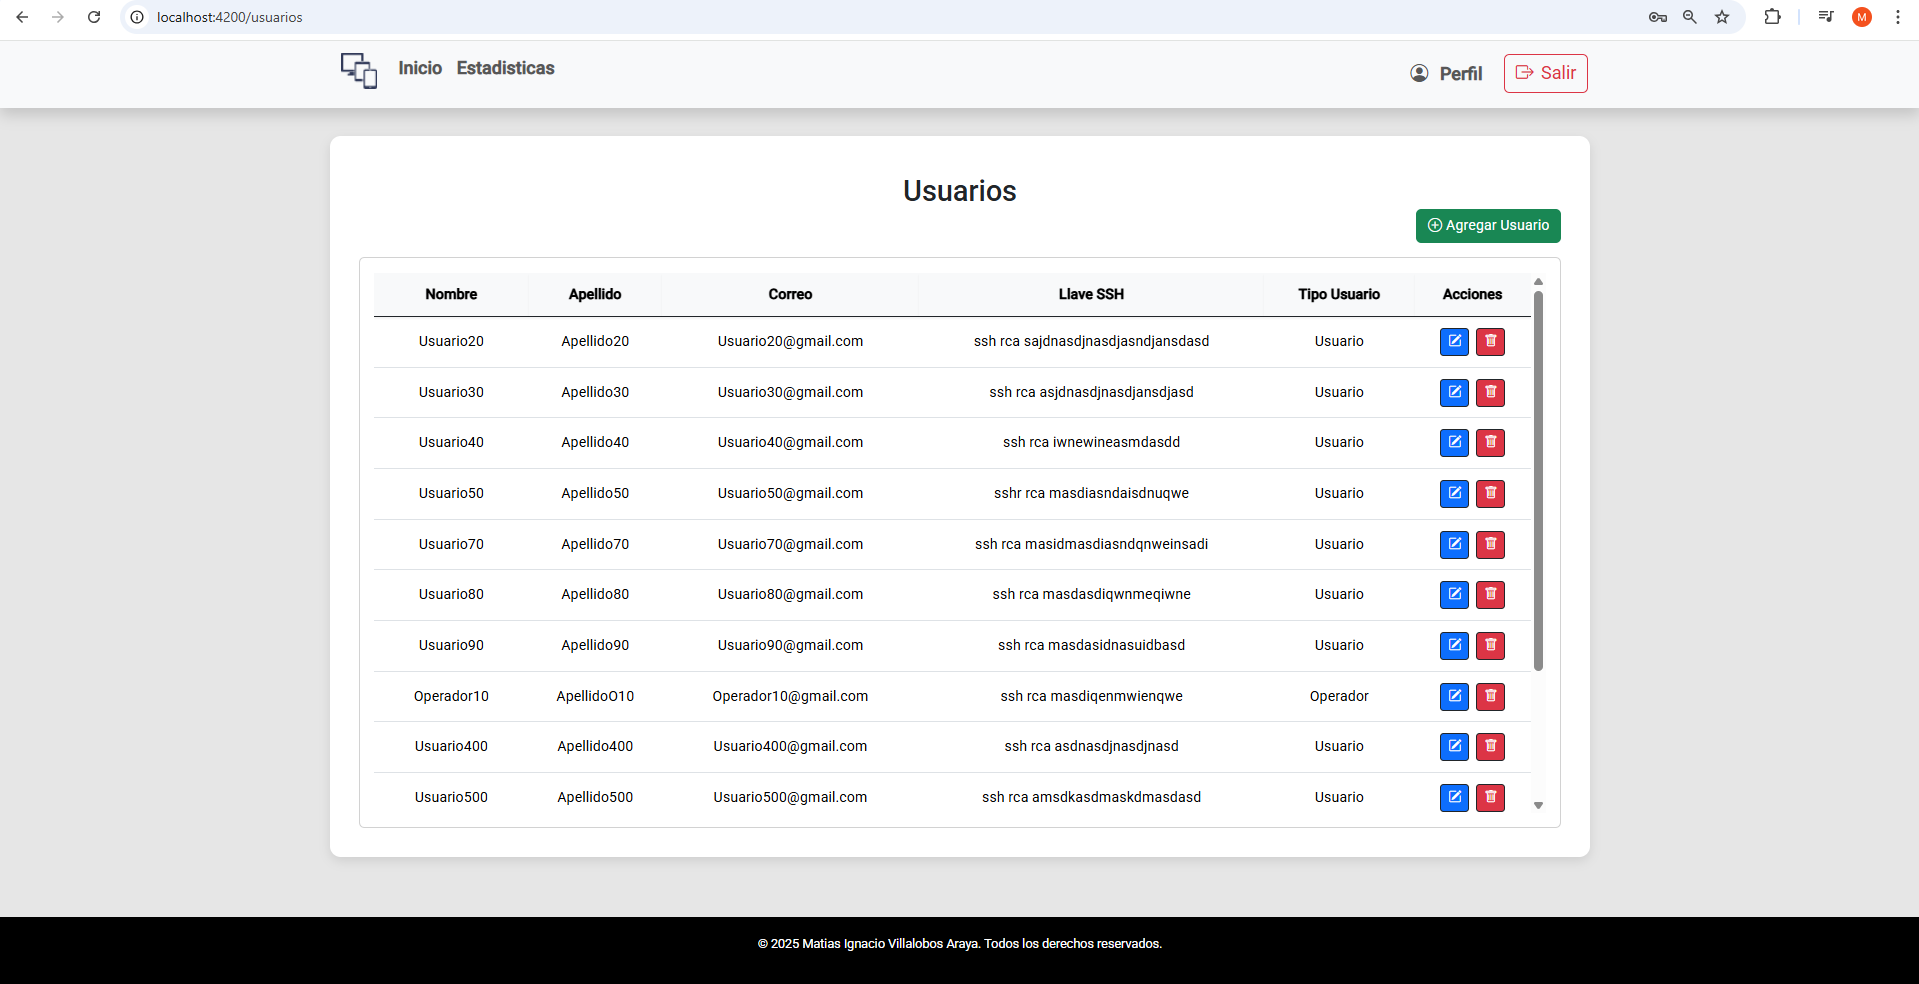 localhost:4200/usuarios
M
Inicio Estadisticas Perfil Salir
Usuarios
Agregar Usuario
Nombre Apellido Correo Llave SSH Tipo Usuario Acciones
Usuario20 Apellido20 Usuario20@gmail.com ssh rca sajdnasdjnasdjasndjansdasd Usuario
Usuario30 Apellido30 Usuario30@gmail.com ssh rca asjdnasdjnasdjansdjasd Usuario
Usuario40 Apellido40 Usuario40@gmail.com ssh rca iwnewineasmdasdd Usuario
Usuario50 Apellido50 Usuario50@gmail.com sshr rca masdiasndaisdnuqwe Usuario
Usuario70 Apellido70 Usuario70@gmail.com ssh rca masidmasdiasndqnweinsadi Usuario
Usuario80 Apellido80 Usuario80@gmail.com ssh rca masdasdiqwnmeqiwne Usuario
Usuario90 Apellido90 Usuario90@gmail.com ssh rca masdasidnasuidbasd Usuario
Operador10 ApellidoO10 Operador10@gmail.com ssh rca masdiqenmwienqwe Operador
Usuario400 Apellido400 Usuario400@gmail.com ssh rca asdnasdjnasdjnasd Usuario
Usuario500 Apellido500 Usuario500@gmail.com ssh rca amsdkasdmaskdmasdasd Usuario
© 2025 Matias Ignacio Villalobos Araya. Todos los derechos reservados.